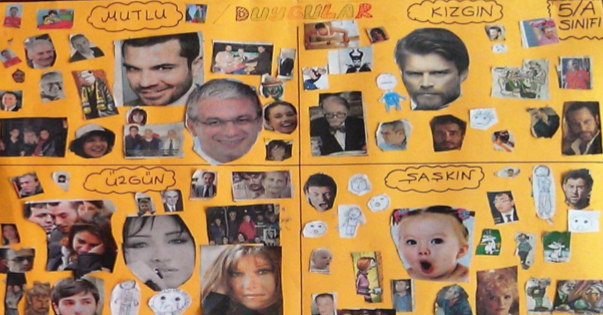 DUYGULAR
5/A
SINIFI
MUTLU
KIZGIN
ÜZGÜN
ŞAŞKIN